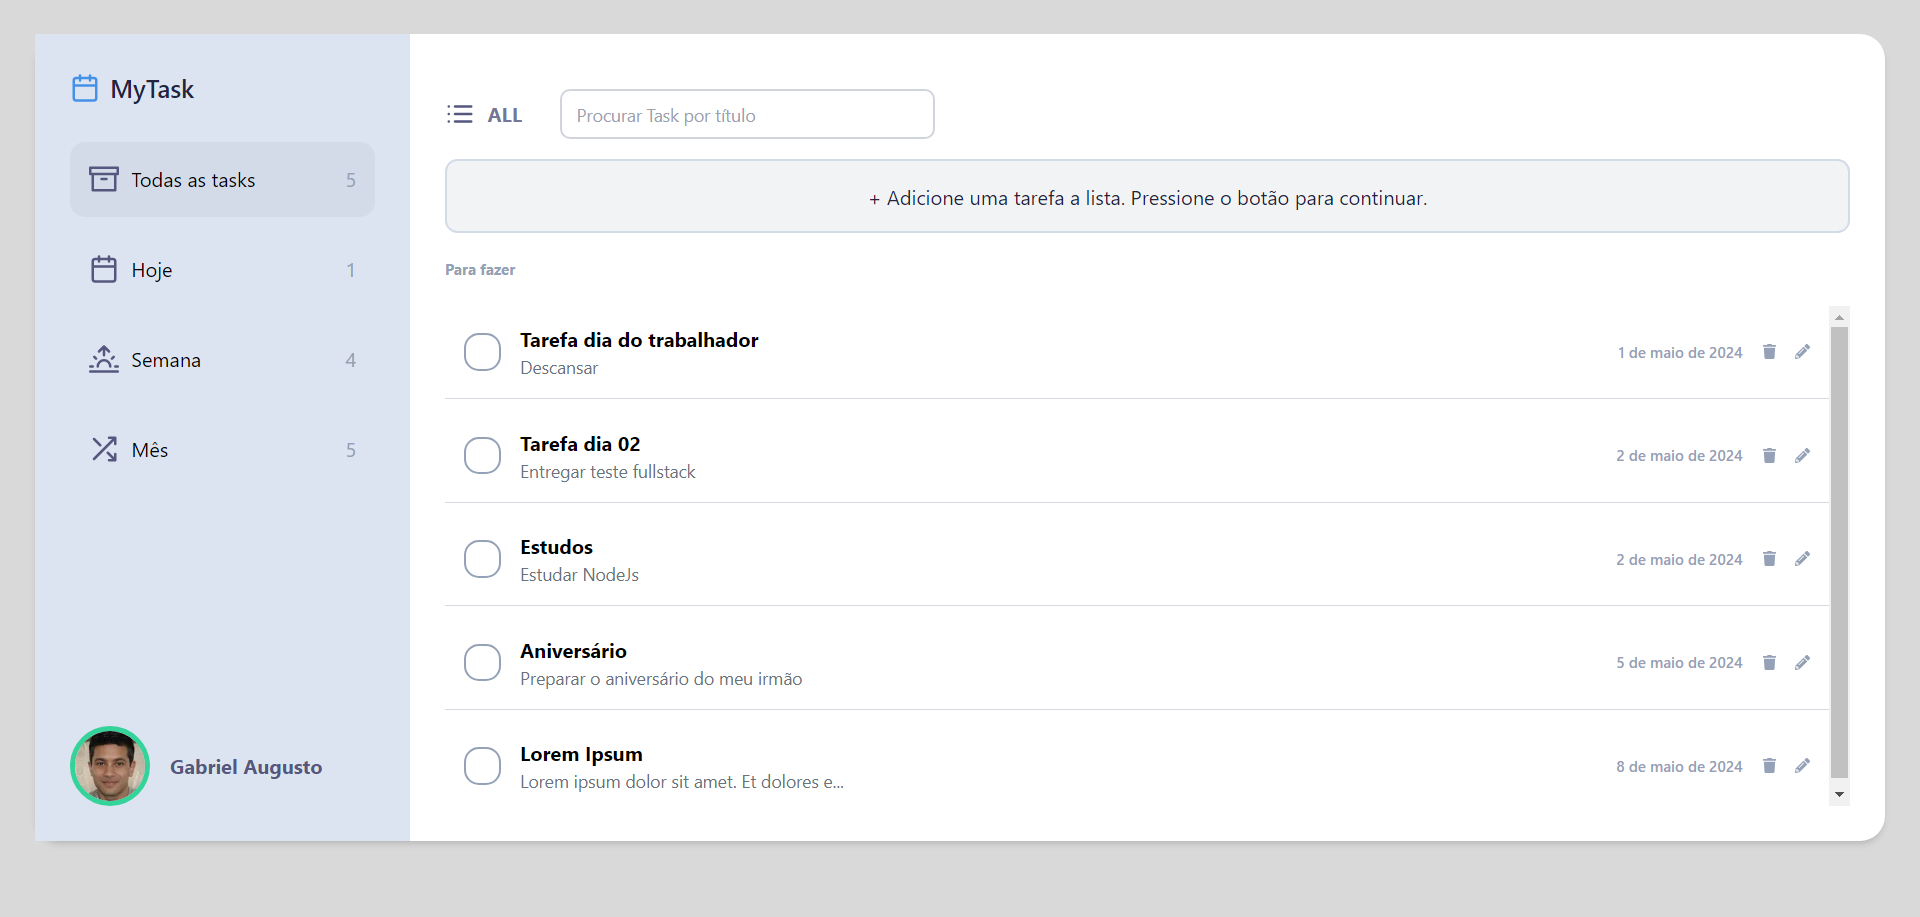 MyTask
Todas as tasks 5
Hoje 1
Semana 4
Mês 5
Gabriel Augusto
ALL
Procurar Task por título
+ Adicione uma tarefa a lista. Pressione o botão para continuar.
Para fazer
Tarefa dia do trabalhador
Descansar
1 de maio de 2024
Tarefa dia 02
Entregar teste fullstack
2 de maio de 2024
Estudos
Estudar NodeJs
2 de maio de 2024
Aniversário
Preparar o aniversário do meu irmão
5 de maio de 2024
Lorem Ipsum
Lorem ipsum dolor sit amet. Et dolores e...
8 de maio de 2024